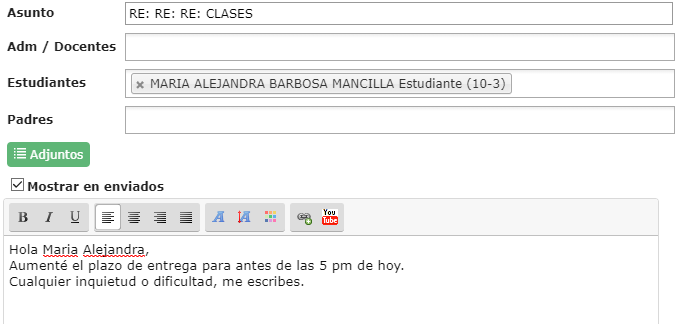 Asunto RE: RE: RE: CLASES
Adm / Docentes
Estudiantes × MARIA ALEJANDRA BARBOSA MANCILLA Estudiante (10-3)
Padres
Adjuntos
Mostrar en enviados
B I U A A You Tube
Hola Maria Alejandra,
Aumenté el plazo de entrega para antes de las 5 pm de hoy.
Cualquier inquietud o dificultad, me escribes.